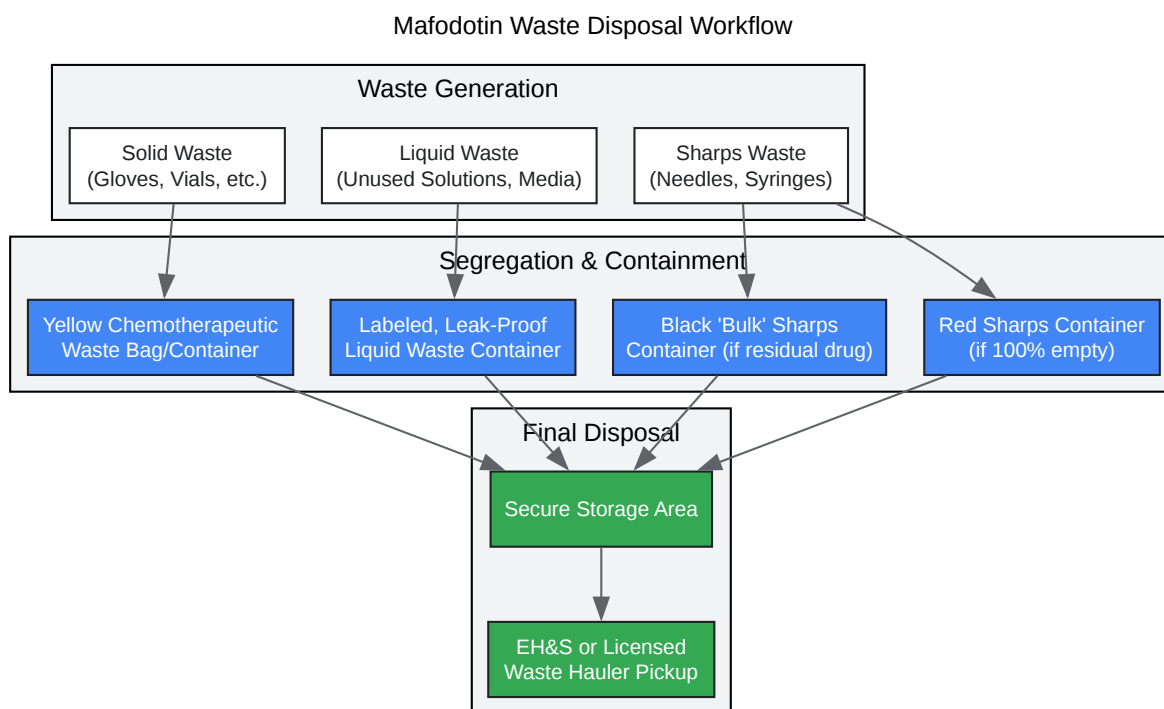 Mafodotin Waste Disposal Workflow
Waste Generation
Solid Waste
(Gloves, Vials, etc.)
Liquid Waste
(Unused Solutions, Media)
Sharps Waste
(Needles, Syringes)
Segregation & Containment
Yellow Chemotherapeutic
Waste Bag/Container
Labeled, Leak-Proof
Liquid Waste Container
Black 'Bulk' Sharps
Container (if residual drug)
Red Sharps Container
(if 100% empty)
Final Disposal
Secure Storage Area
EH&S or Licensed
Waste Hauler Pickup